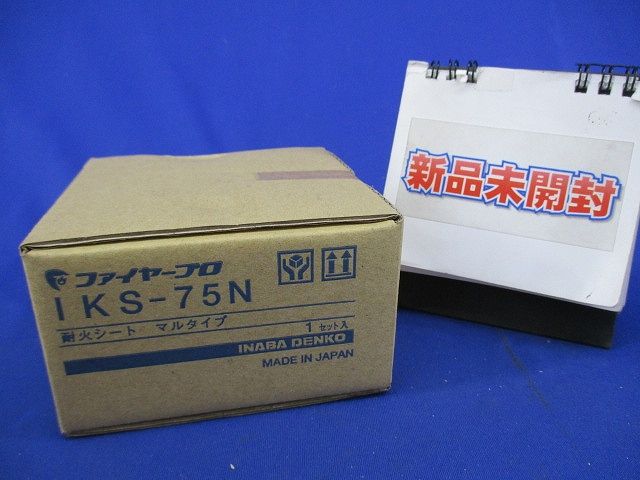 ファイヤープロ
IKS-75N
耐火シート マルタイプ
1セット入
INABA DENKO
MADE IN JAPAN
新品未開封